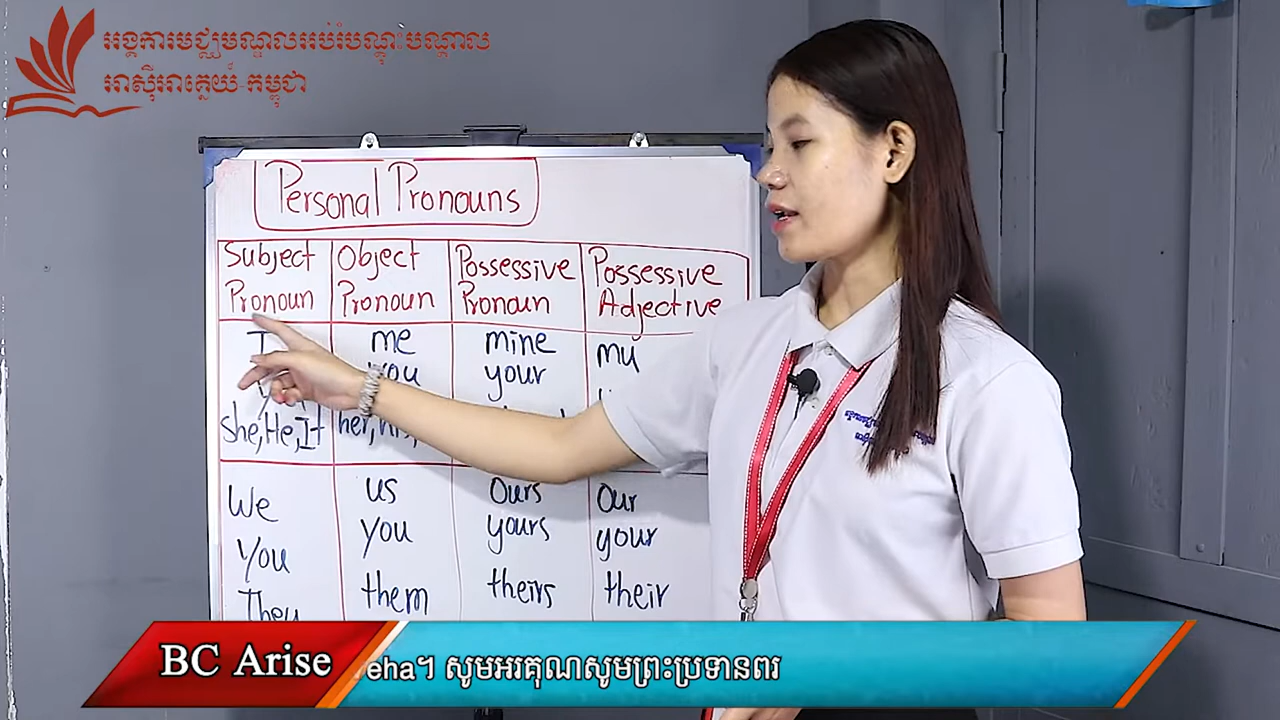 អង្គការមជ្ឈមណ្ឌលអប់រំបណ្តុះបណ្តាល
អាស៊ីអាគ្នេយ៍-កម្ពុជា
Personal Pronouns
Subject Pronoun
Object Pronoun
Possessive Pronoun
Possessive Adjective
me
mine
my
you
your
She, He, It
her,
We
us
Ours
Our
You
you
yours
your
They
them
theirs
their
BC Arise
eha។ សូមអរគុណសូមព្រះប្រទានពរ